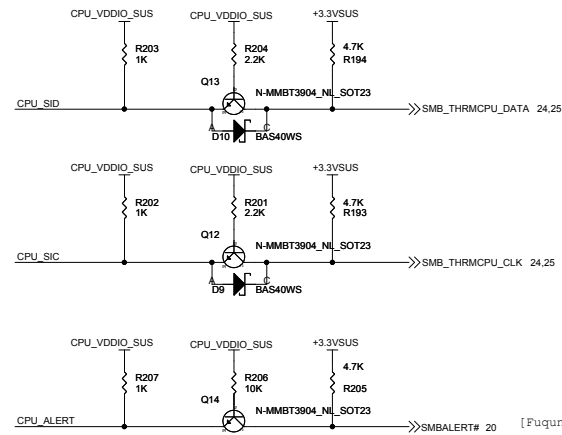 CPU_VDDIO_SUS CPU_VDDIO_SUS +3.3VSUS
R203 1K
R204 2.2K
4.7K R194
Q13
N-MMBT3904_NL_SOT23
CPU_SID
SMB_THRMCPU_DATA 24,25
A D10 C BAS40WS
CPU_VDDIO_SUS CPU_VDDIO_SUS +3.3VSUS
R202 1K
R201 2.2K
4.7K R193
Q12
N-MMBT3904_NL_SOT23
CPU_SIC
SMB_THRMCPU_CLK 24,25
A D9 C BAS40WS
CPU_VDDIO_SUS CPU_VDDIO_SUS +3.3VSUS
R207 1K
R206 10K
4.7K R205
Q14
N-MMBT3904_NL_SOT23
CPU_ALERT
SMBALERT# 20